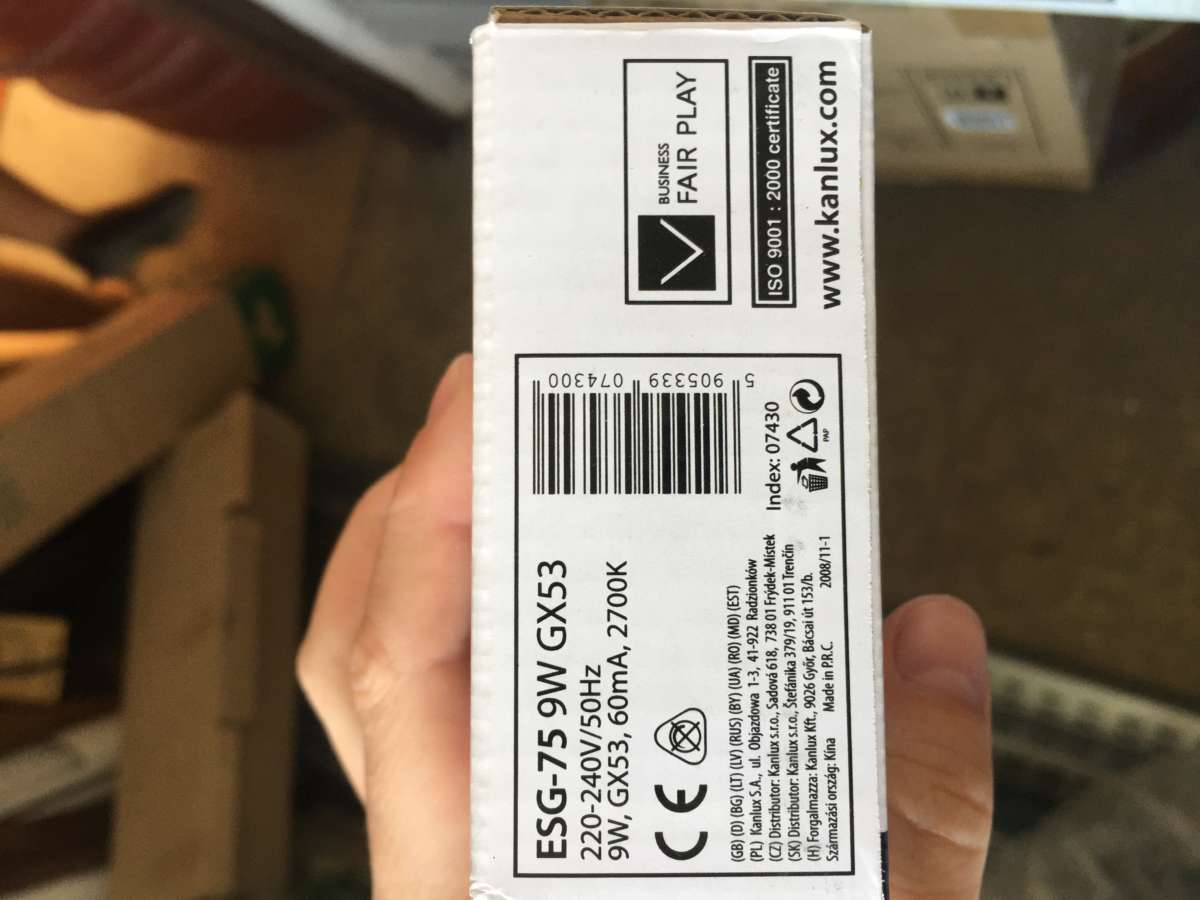 BUSINESS
FAIR PLAY
ISO 9001 : 2000 certificate
www.kanlux.com
ESG-75 9W GX53
220-240V/50Hz
9W, GX53, 60mA, 2700K
CE
5 905339 074300
Index: 07430
PAP
(GB) (D) (BG) (LT) (LV) (RUS) (BY) (UA) (RO) (MD) (EST)
(PL) Kanlux S.A., ul. Objazdowa 1-3, 41-922 Radzionków
(CZ) Distributor: Kanlux s.r.o., Sadová 618, 738 01 Frýdek-Místek
(SK) Distributor: Kanlux s.r.o., Štefánika 379/19, 911 01 Trenčín
(H) Forgalmazza: Kanlux Kft., 9026 Győr, Bácsai út 153/b.
Származási ország: Kína Made in P.R.C. 2008/11-1